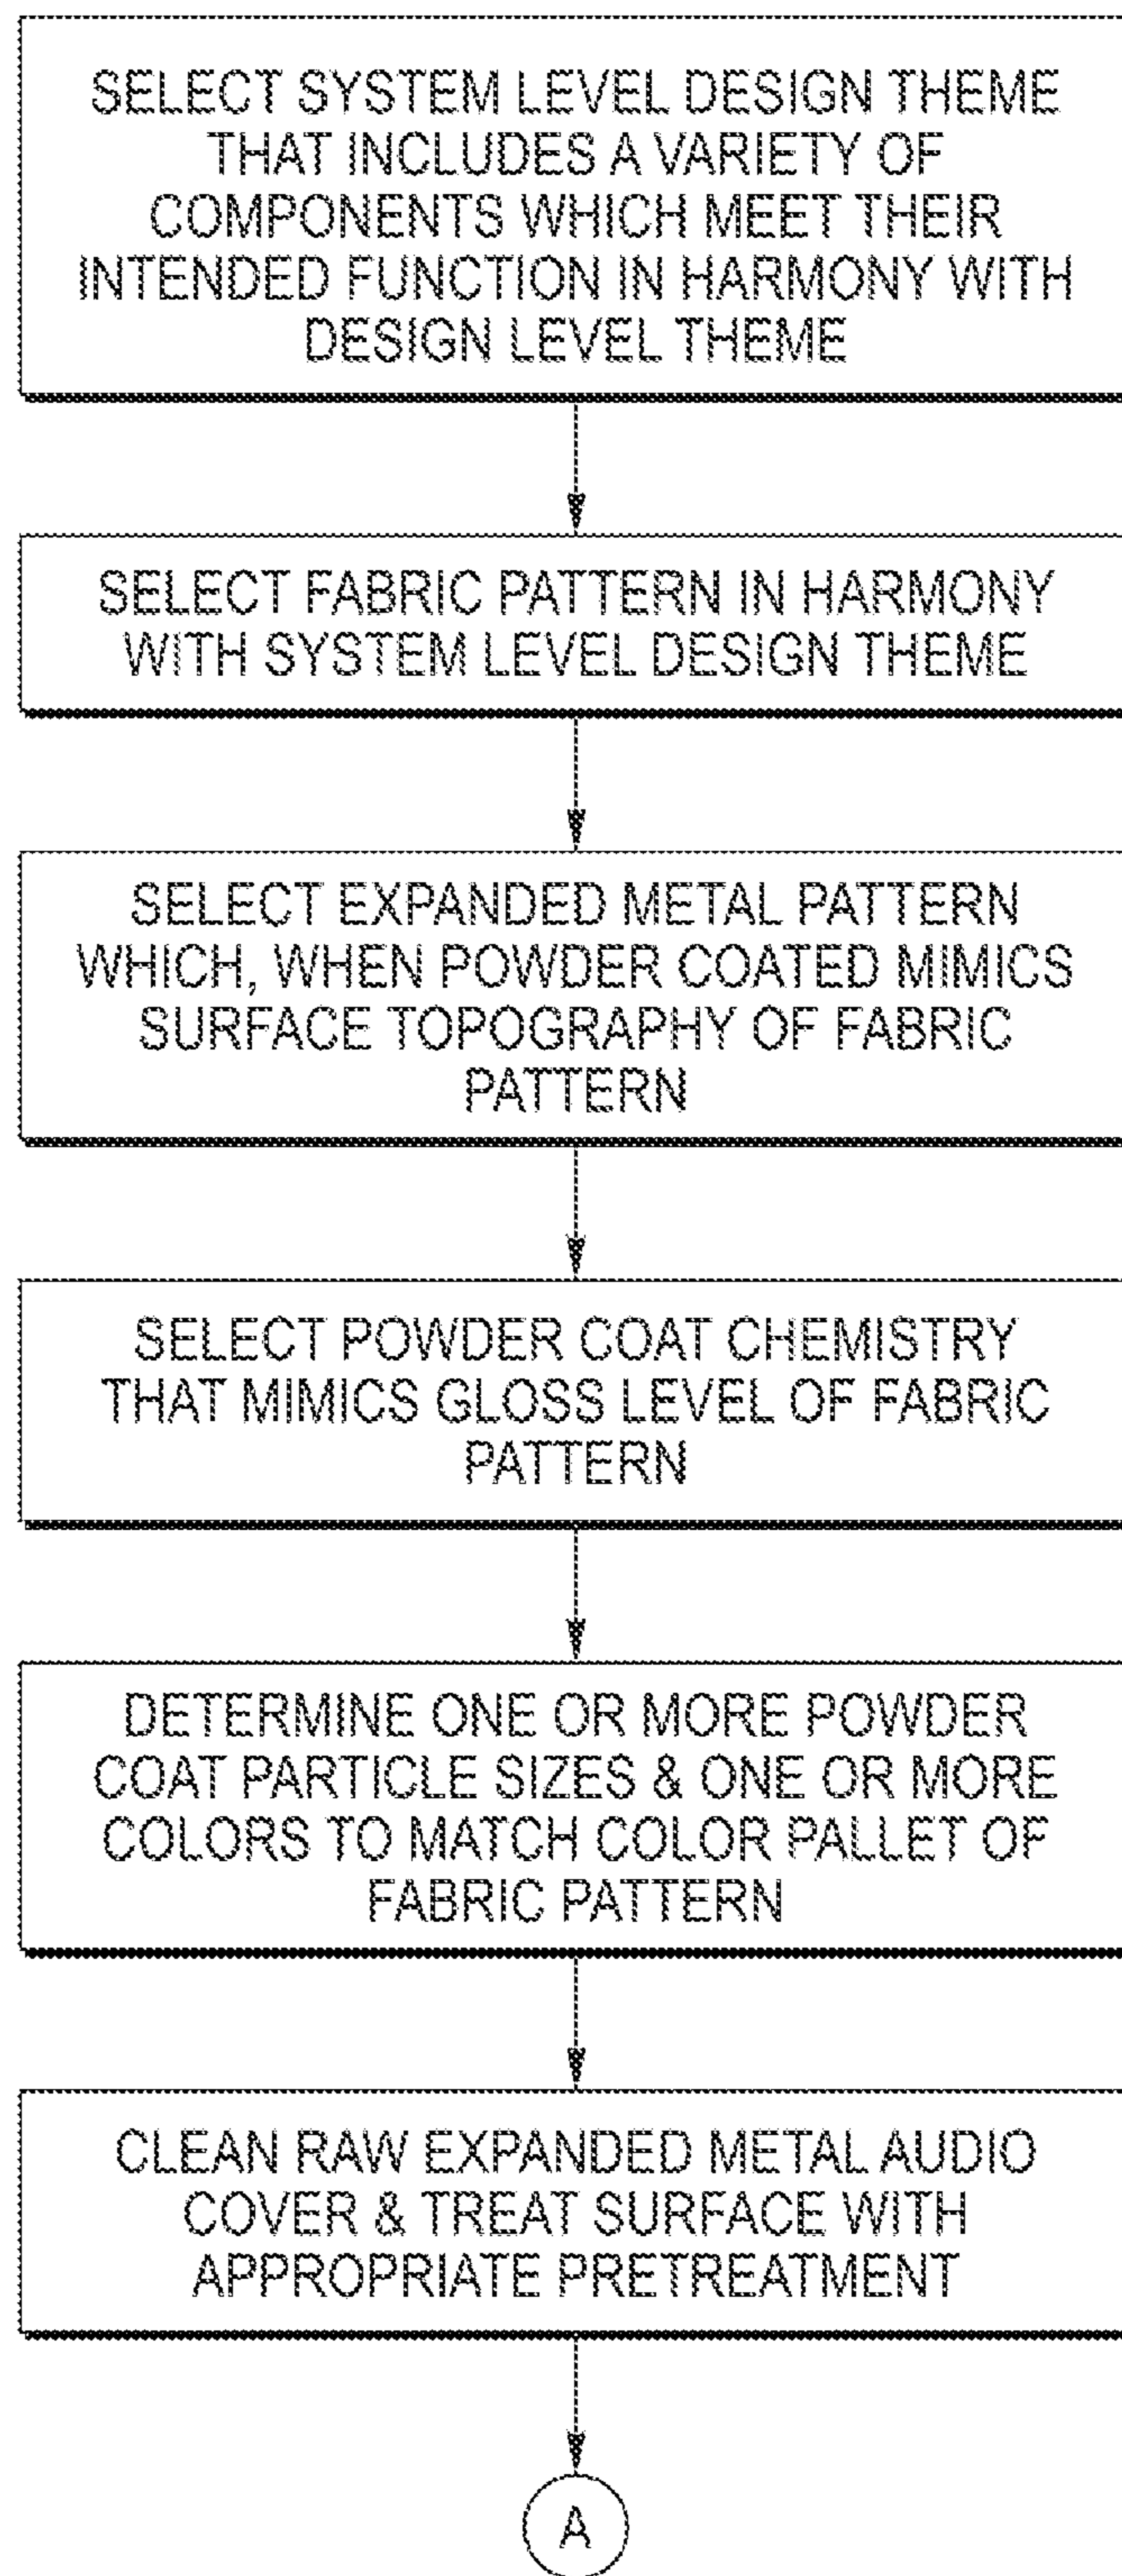 SELECT SYSTEM LEVEL DESIGN THEME
THAT INCLUDES A VARIETY OF
COMPONENTS WHICH MEET THEIR
INTENDED FUNCTION IN HARMONY WITH
DESIGN LEVEL THEME
SELECT FABRIC PATTERN IN HARMONY
WITH SYSTEM LEVEL DESIGN THEME
SELECT EXPANDED METAL PATTERN
WHICH, WHEN POWDER COATED MIMICS
SURFACE TOPOGRAPHY OF FABRIC
PATTERN
SELECT POWDER COAT CHEMISTRY
THAT MIMICS GLOSS LEVEL OF FABRIC
PATTERN
DETERMINE ONE OR MORE POWDER
COAT PARTICLE SIZES & ONE OR MORE
COLORS TO MATCH COLOR PALLET OF
FABRIC PATTERN
CLEAN RAW EXPANDED METAL AUDIO
COVER & TREAT SURFACE WITH
APPROPRIATE PRETREATMENT
A